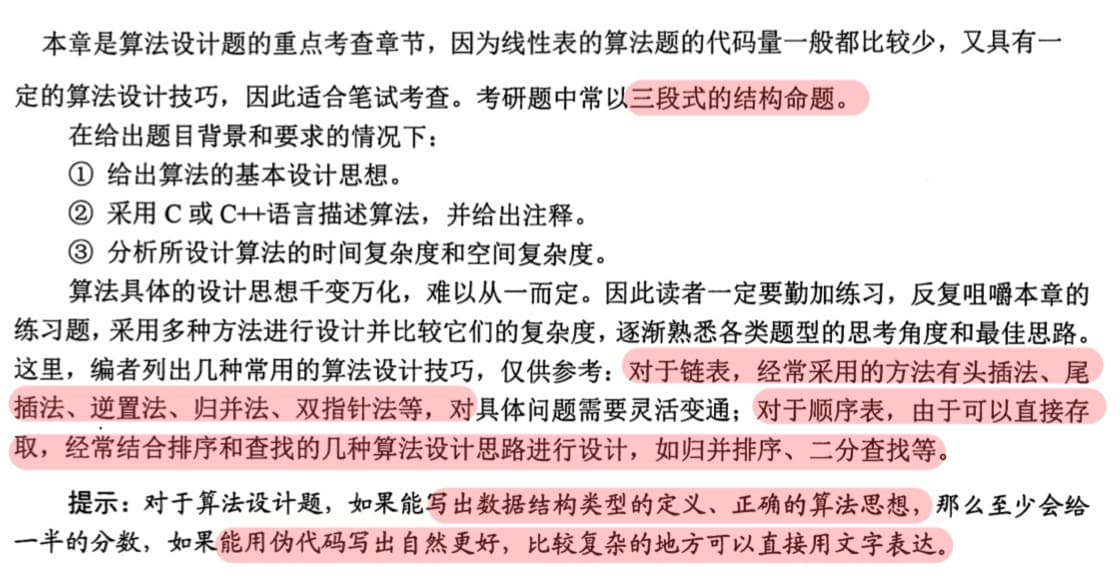 本章是算法设计题的重点考查章节，因为线性表的算法题的代码量一般都比较少，又具有一
定的算法设计技巧，因此适合笔试考查。考研题中常以三段式的结构命题。
在给出题目背景和要求的情况下：
① 给出算法的基本设计思想。
② 采用 C 或 C++语言描述算法，并给出注释。
③ 分析所设计算法的时间复杂度和空间复杂度。
算法具体的设计思想千变万化，难以从一而定。因此读者一定要勤加练习，反复咀嚼本章的
练习题，采用多种方法进行设计并比较它们的复杂度，逐渐熟悉各类题型的思考角度和最佳思路。
这里，编者列出几种常用的算法设计技巧，仅供参考：对于链表，经常采用的方法有头插法、尾
插法、逆置法、归并法、双指针法等，对具体问题需要灵活变通；对于顺序表，由于可以直接存
取，经常结合排序和查找的几种算法设计思路进行设计，如归并排序、二分查找等。
提示：对于算法设计题，如果能写出数据结构类型的定义、正确的算法思想，那么至少会给
一半的分数，如果能用伪代码写出自然更好，比较复杂的地方可以直接用文字表达。